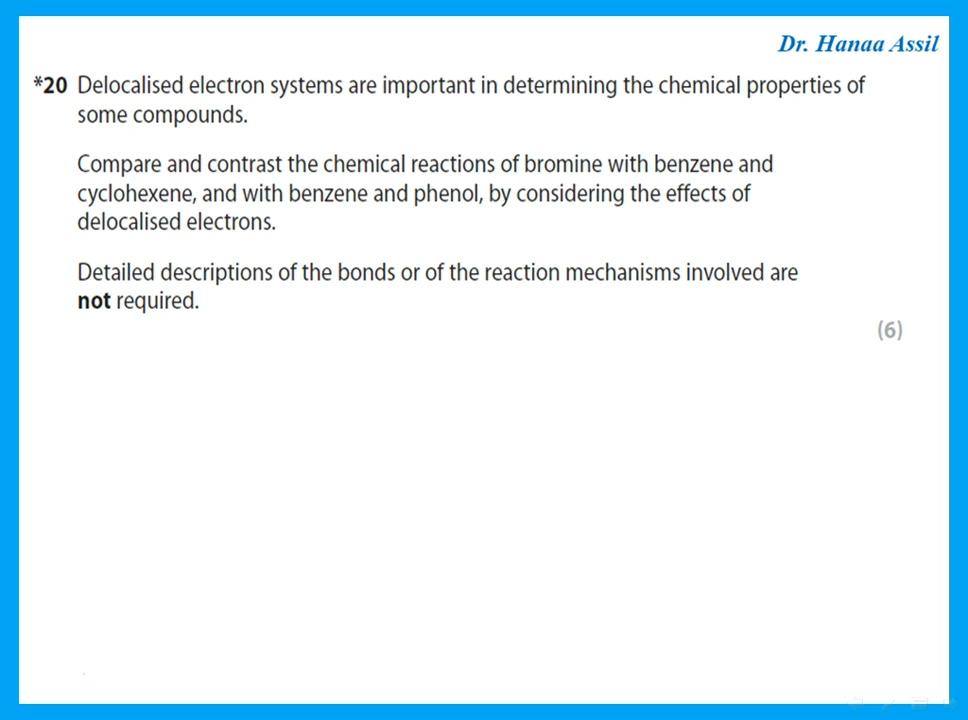 Dr. Hanaa Assil
*20 Delocalised electron systems are important in determining the chemical properties of
some compounds.
Compare and contrast the chemical reactions of bromine with benzene and
cyclohexene, and with benzene and phenol, by considering the effects of
delocalised electrons.
Detailed descriptions of the bonds or of the reaction mechanisms involved are
not required.
(6)